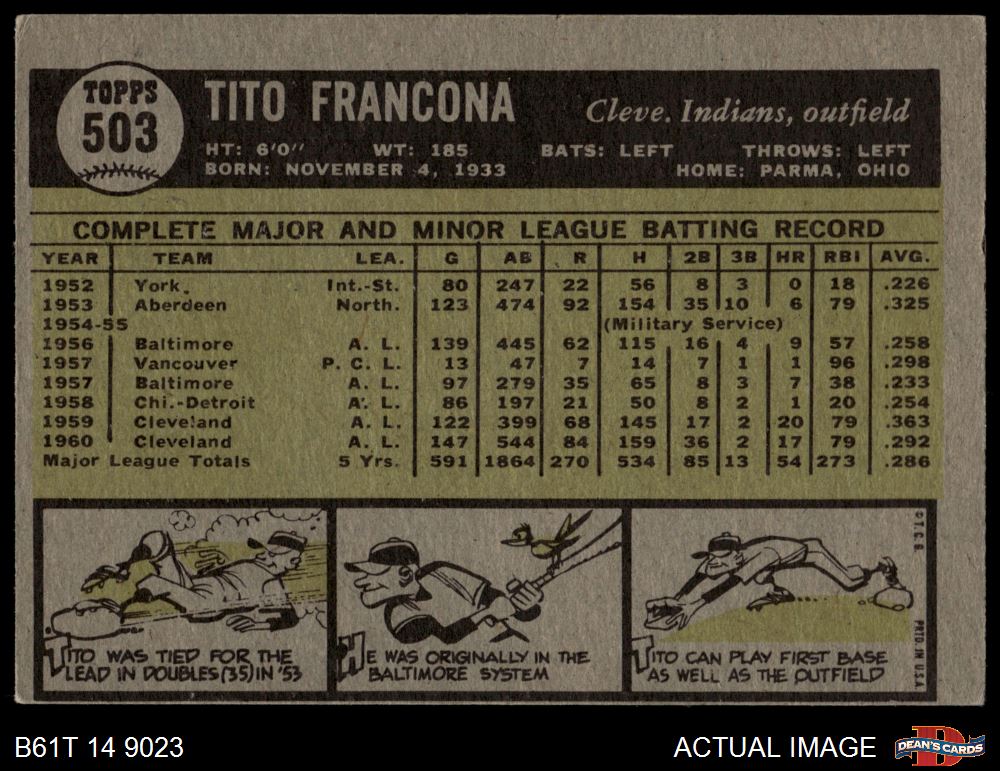 TOPPS
503
TITO FRANCONA
Cleve. Indians, outfield
HT: 6'0" WT: 185 BATS: LEFT THROWS: LEFT
BORN: NOVEMBER 4, 1933 HOME: PARMA, OHIO
COMPLETE MAJOR AND MINOR LEAGUE BATTING RECORD
YEAR TEAM LEA. G AB R H 2B 3B HR RBI AVG.
1952 York. Int.-St. 80 247 22 56 8 3 0 18 .226
1953 Aberdeen North. 123 474 92 154 35 10 6 79 .325
1954-55 (Military Service)
1956 Baltimore A. L. 139 445 62 115 16 4 9 57 .258
1957 Vancouver P. C. L. 13 47 7 14 7 1 1 96 .298
1957 Baltimore A. L. 97 279 35 65 8 3 7 38 .233
1958 Chi.-Detroit A. L. 86 197 21 50 8 2 1 20 .254
1959 Cleveland A. L. 122 399 68 145 17 2 20 79 .363
1960 Cleveland A. L. 147 544 84 159 36 2 17 79 .292
Major League Totals 5 Yrs. 591 1864 270 534 85 13 54 273 .286
TITO WAS TIED FOR THE
LEAD IN DOUBLES (35) IN '53
HE WAS ORIGINALLY IN THE
BALTIMORE SYSTEM
TITO CAN PLAY FIRST BASE
AS WELL AS THE OUTFIELD
© T.C.G.
PRTD. IN U.S.A.
B61T 14 9023
ACTUAL IMAGE
DEAN'S CARDS